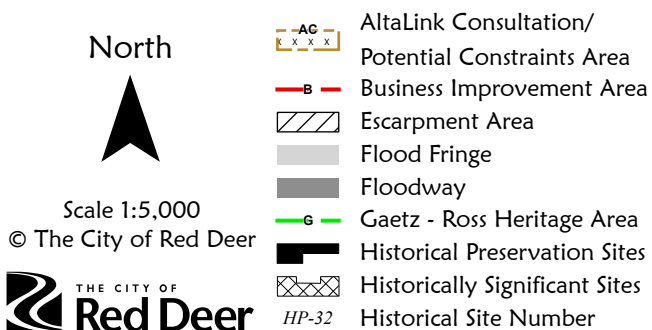 North
Scale 1:5,000
© The City of Red Deer
THE CITY OF
Red Deer
AC
x x x x
AltaLink Consultation/
Potential Constraints Area
B
Business Improvement Area
Escarpment Area
Flood Fringe
Floodway
G
Gaetz - Ross Heritage Area
Historical Preservation Sites
Historically Significant Sites
HP-32
Historical Site Number